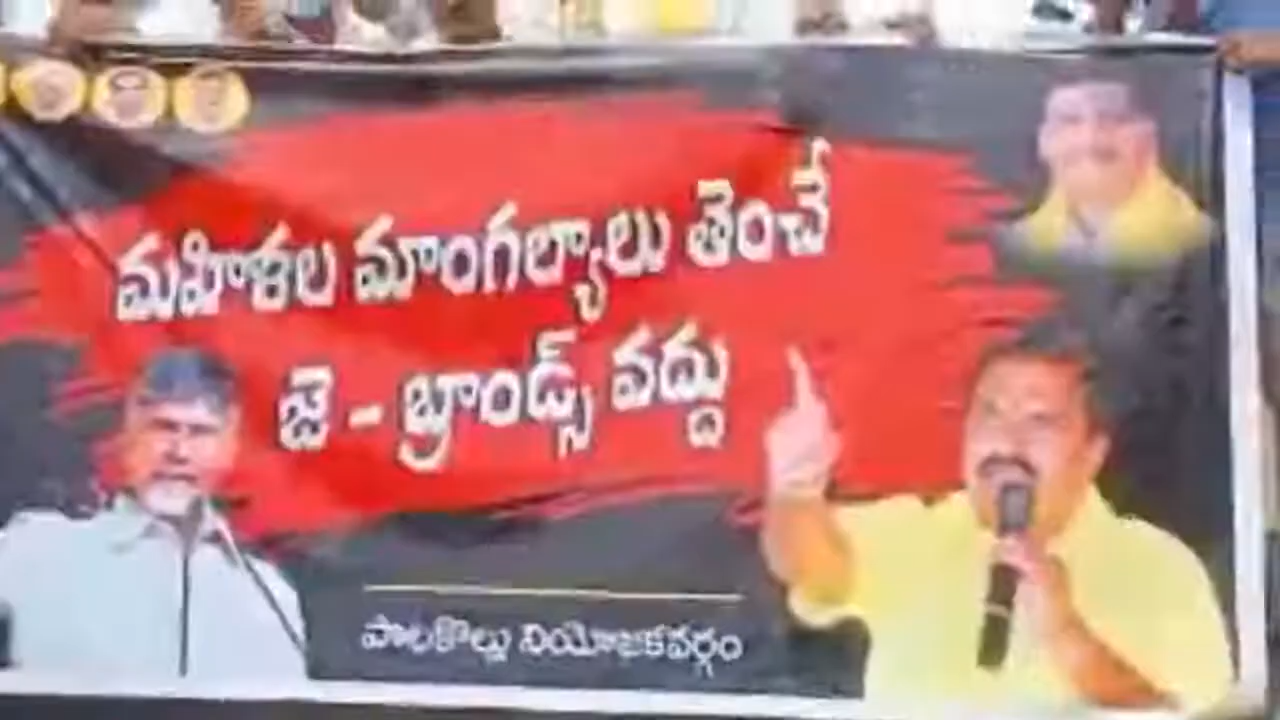 మహిళల మాంగల్యాలు తెంచే
జె - బ్రాండ్స్ వద్దు
పాలకొల్లు నియోజకవర్గం